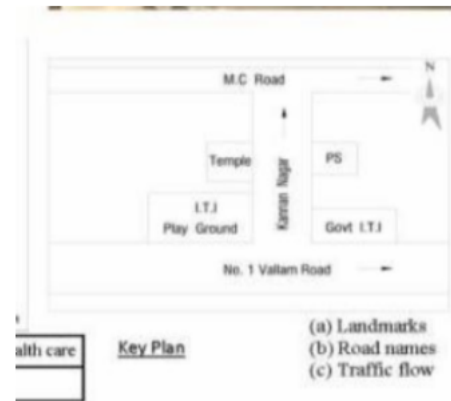 N
M.C Road
Temple
PS
Kannan Nagar
I.T.I
Play Ground
Govt I.T.I
No. 1 Vallam Road
(a) Landmarks
alth care
Key Plan
(b) Road names
(c) Traffic flow